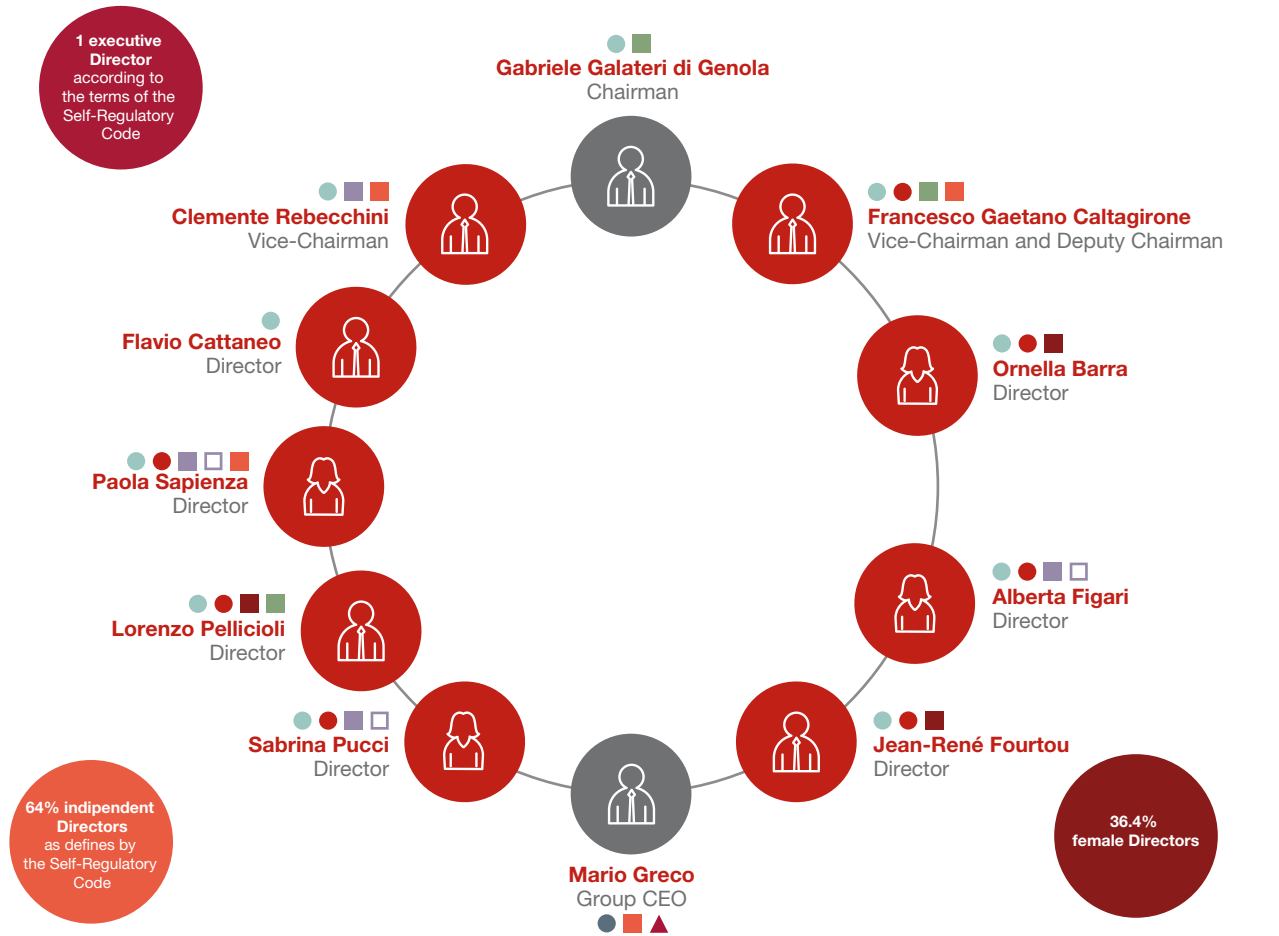 1 executive
Director
according to
the terms of the
Self-Regulatory
Code
Gabriele Galateri di Genola
Chairman
Clemente Rebecchini
Vice-Chairman
Francesco Gaetano Caltagirone
Vice-Chairman and Deputy Chairman
Flavio Cattaneo
Director
Ornella Barra
Director
Paola Sapienza
Director
Alberta Figari
Director
Lorenzo Pellicioli
Director
Sabrina Pucci
Director
Jean-René Fourtou
Director
Mario Greco
Group CEO
64% indipendent
Directors
as defines by
the Self-Regulatory
Code
36.4%
female Directors